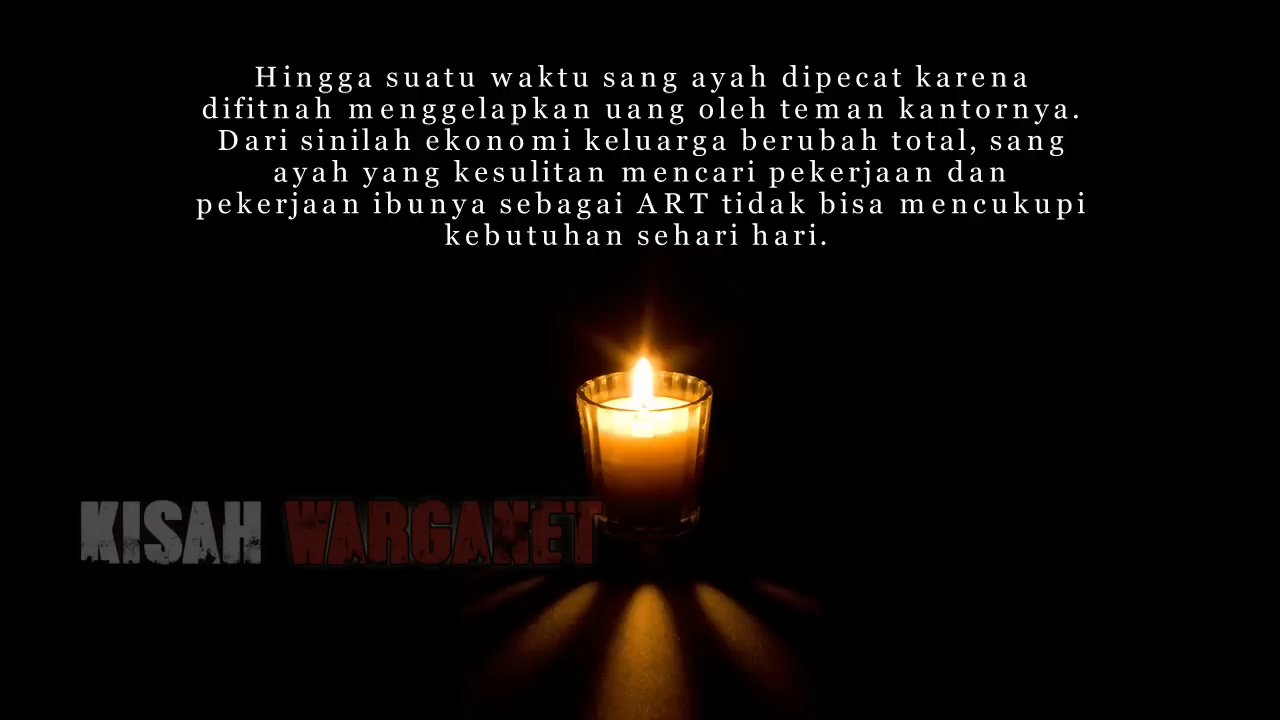 Hingga suatu waktu sang ayah dipecat karena
difitnah menggelapkan uang oleh teman kantornya.
Dari sinilah ekonomi keluarga berubah total, sang
ayah yang kesulitan mencari pekerjaan dan
pekerjaan ibunya sebagai ART tidak bisa mencukupi
kebutuhan sehari hari.
KISAH WARGANET